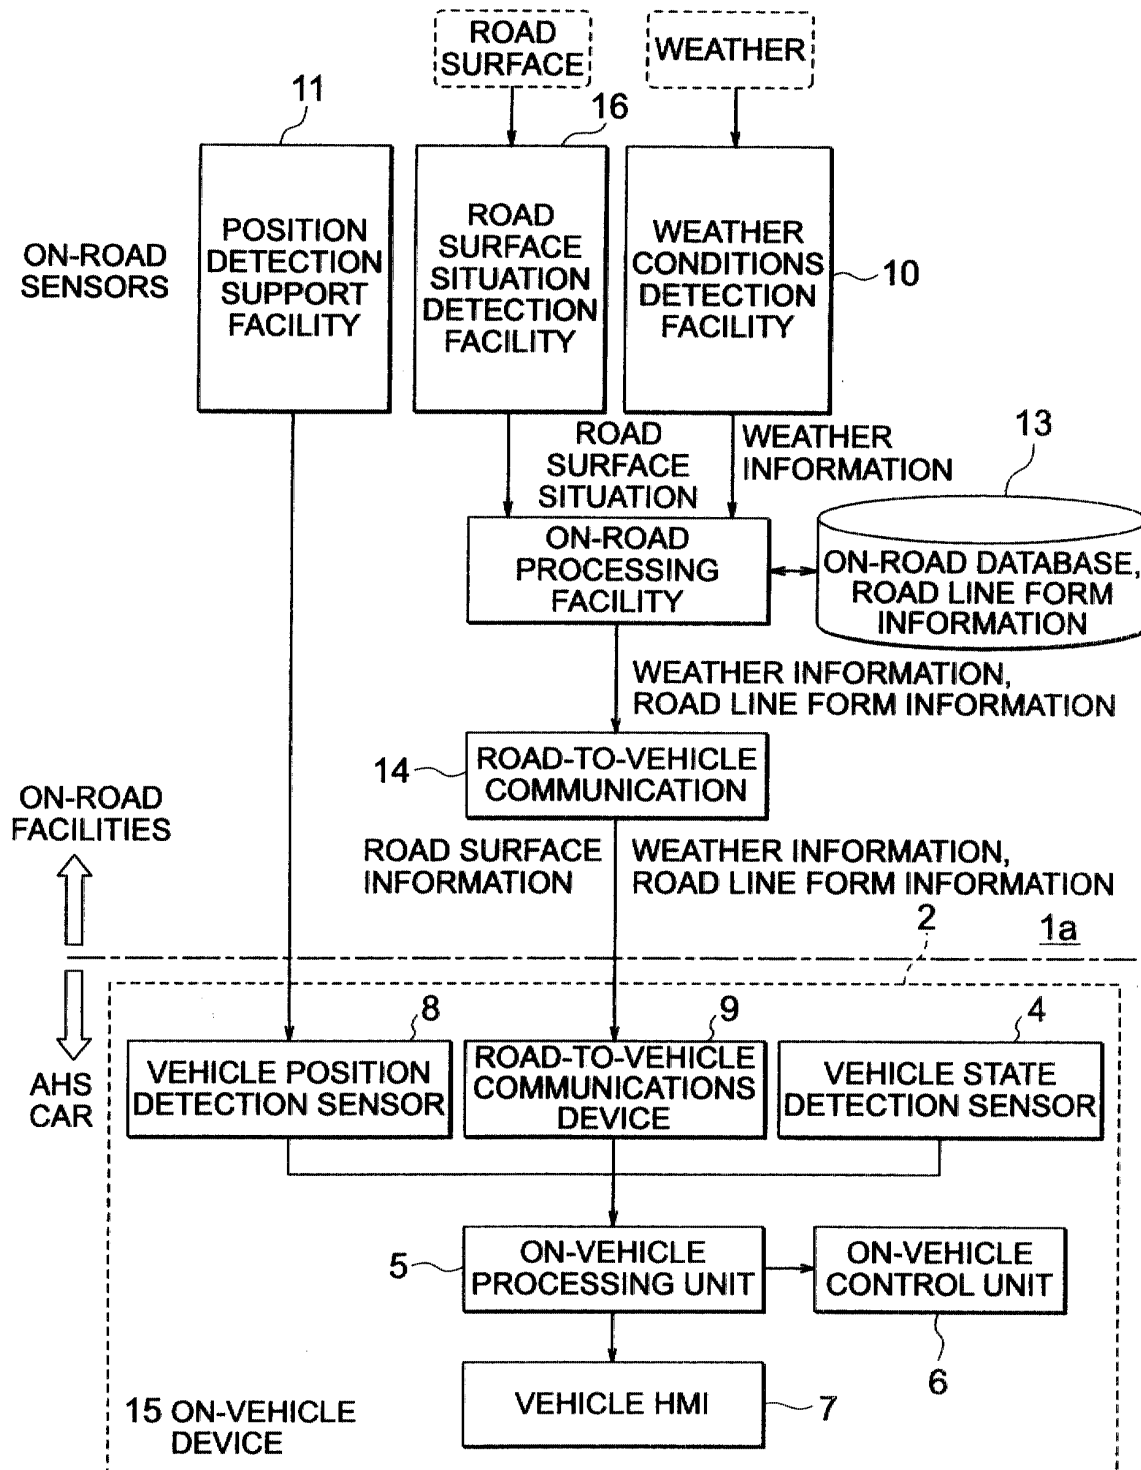 ROAD
SURFACE
WEATHER
11
16
ON-ROAD
SENSORS
POSITION
DETECTION
SUPPORT
FACILITY
ROAD
SURFACE
SITUATION
DETECTION
FACILITY
WEATHER
CONDITIONS
DETECTION
FACILITY
10
ROAD
SURFACE
SITUATION
WEATHER
INFORMATION
13
ON-ROAD
PROCESSING
FACILITY
ON-ROAD DATABASE,
ROAD LINE FORM
INFORMATION
WEATHER INFORMATION,
ROAD LINE FORM INFORMATION
14
ROAD-TO-VEHICLE
COMMUNICATION
ON-ROAD
FACILITIES
ROAD SURFACE
INFORMATION
WEATHER INFORMATION,
ROAD LINE FORM INFORMATION
2
1a
8
9
4
AHS
CAR
VEHICLE POSITION
DETECTION SENSOR
ROAD-TO-VEHICLE
COMMUNICATIONS
DEVICE
VEHICLE STATE
DETECTION SENSOR
5
ON-VEHICLE
PROCESSING UNIT
ON-VEHICLE
CONTROL UNIT
6
VEHICLE HMI
7
15 ON-VEHICLE
DEVICE